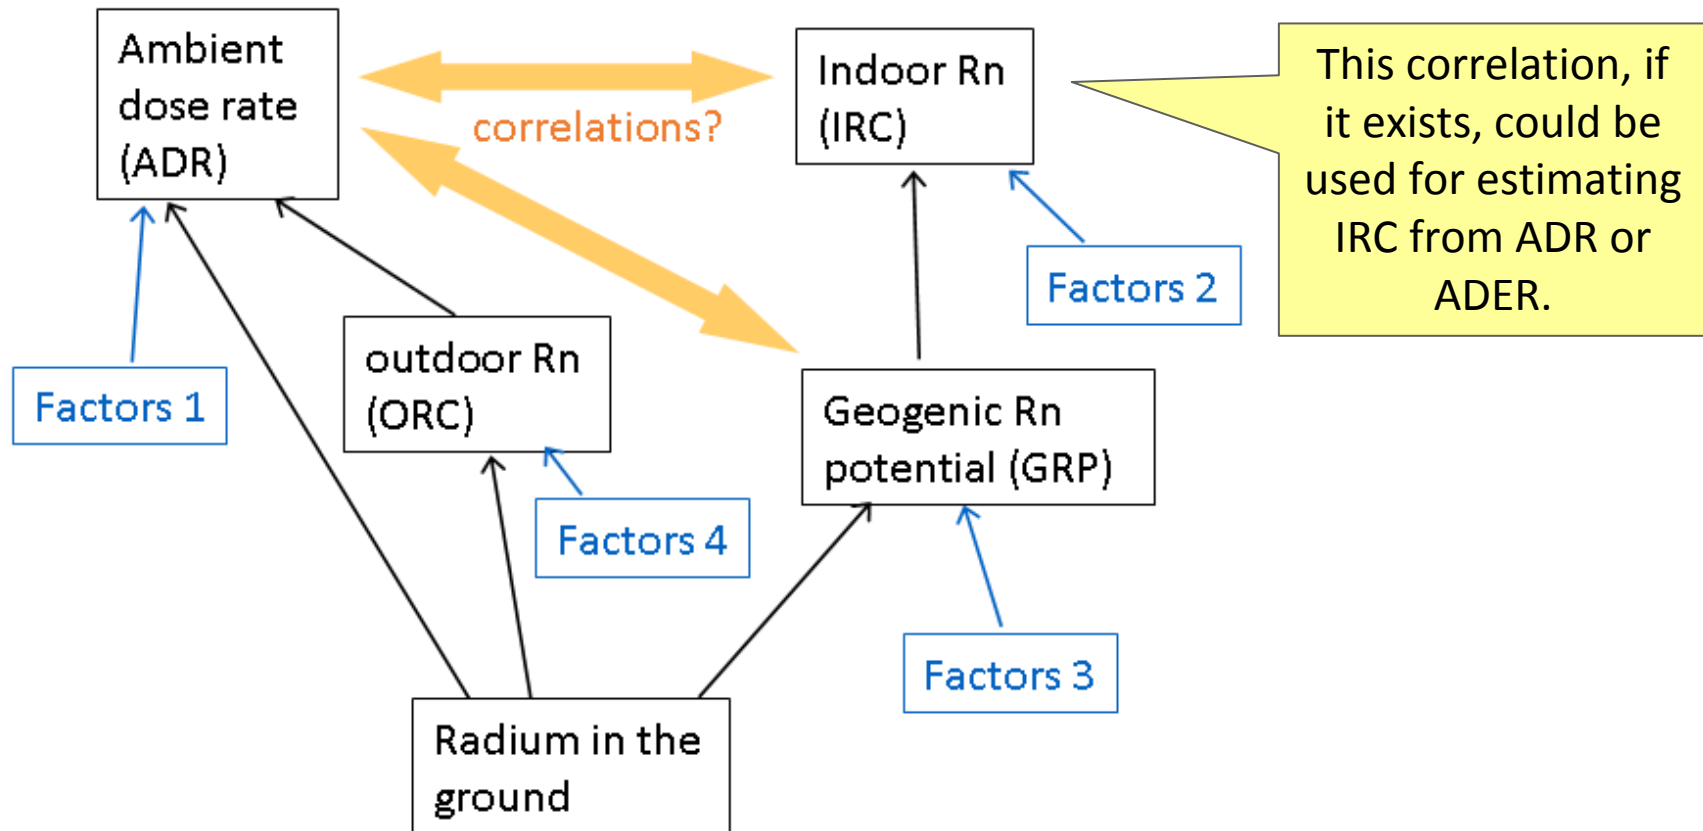 Ambient
dose rate
(ADR)
correlations?
Indoor Rn
(IRC)
This correlation, if
it exists, could be
used for estimating
IRC from ADR or
ADER.
Factors 1
outdoor Rn
(ORC)
Factors 2
Geogenic Rn
potential (GRP)
Factors 4
Factors 3
Radium in the
ground